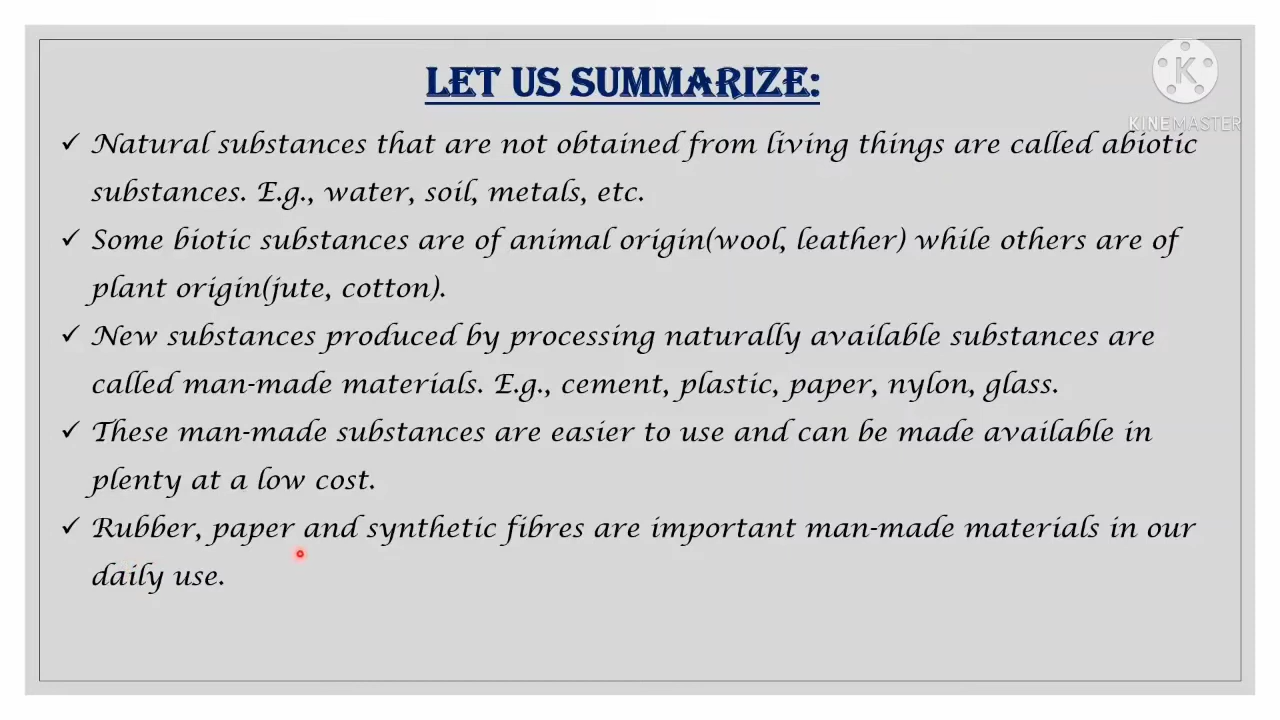 LET US SUMMARIZE:
K
KINEMASTER
✓ Natural substances that are not obtained from living things are called abiotic
substances. E.g., water, soil, metals, etc.
✓ Some biotic substances are of animal origin(wool, leather) while others are of
plant origin(jute, cotton).
✓ New substances produced by processing naturally available substances are
called man-made materials. E.g., cement, plastic, paper, nylon, glass.
✓ These man-made substances are easier to use and can be made available in
plenty at a low cost.
✓ Rubber, paper and synthetic fibres are important man-made materials in our
daily use.